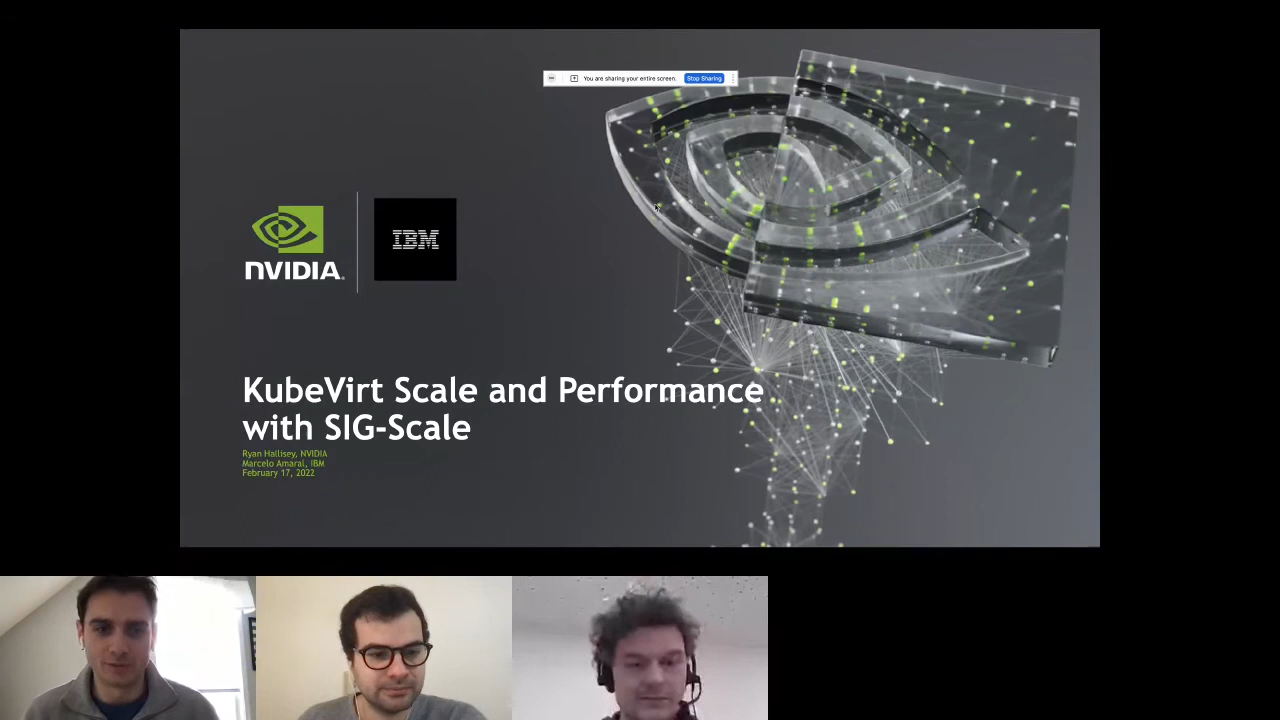 You are sharing your entire screen.
Stop Sharing
NVIDIA.
IBM
KubeVirt Scale and Performance
with SIG-Scale
Ryan Hallisey, NVIDIA
Marcelo Amaral, IBM
February 17, 2022